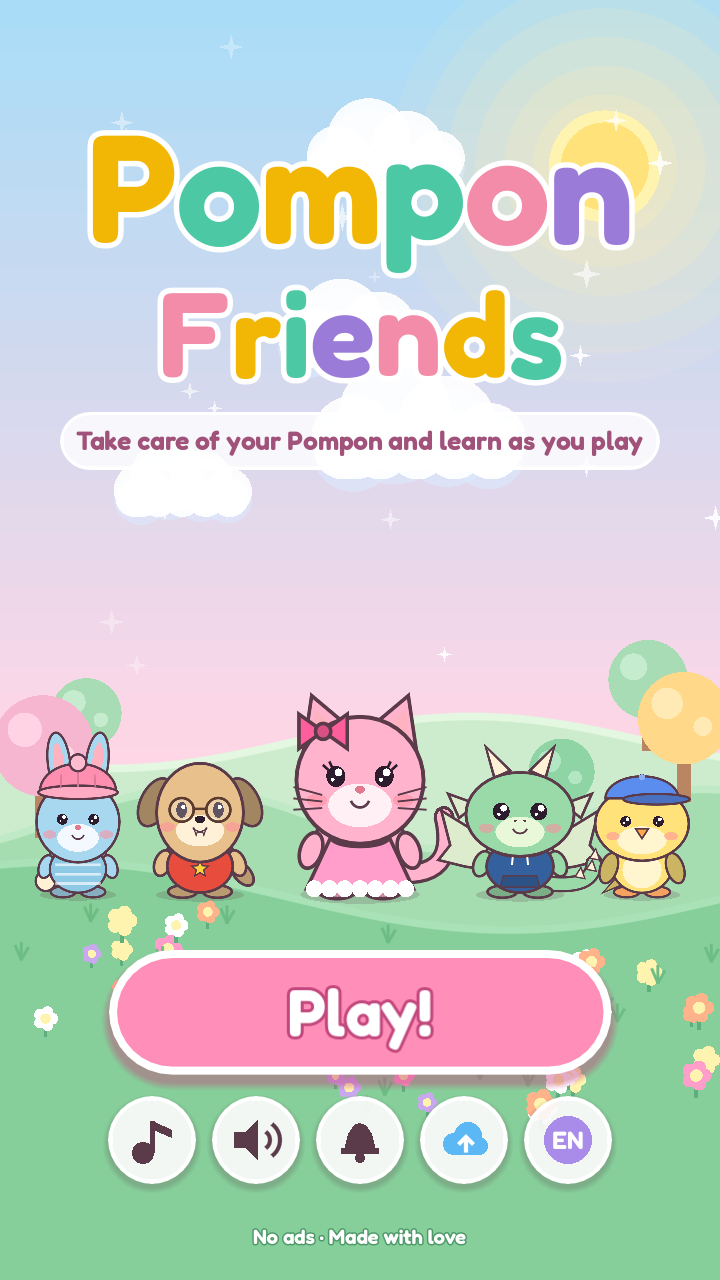 Pompon
Friends
Take care of your Pompon and learn as you play
Play!
EN
No ads · Made with love